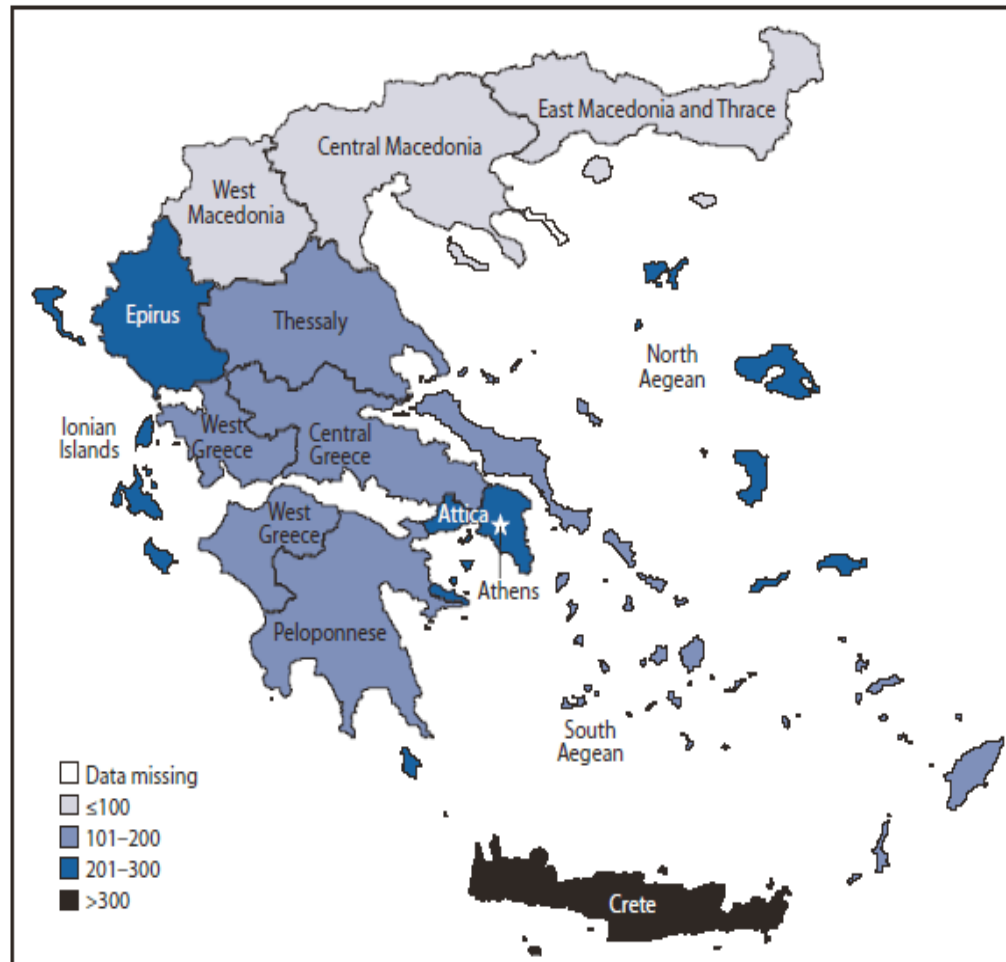 East Macedonia and Thrace
Central Macedonia
West
Macedonia
Epirus
Thessaly
North
Aegean
Ionian
Islands
West
Greece
Central
Greece
Attica
West
Greece
Athens
Peloponnese
South
Aegean
Data missing
≤100
101–200
201–300
>300
Crete